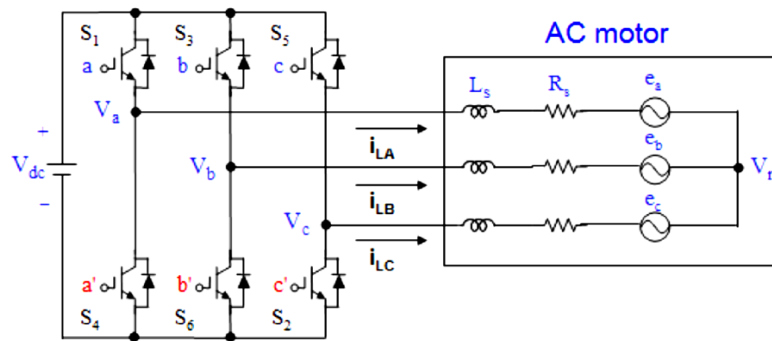 S1 S3 S5
AC motor
a b c
Ls Rs ea
Va
iLA
+
Vdc
−
Vb
eb
Vn
iLB
Vc
ec
iLC
a' b' c'
S4 S6 S2